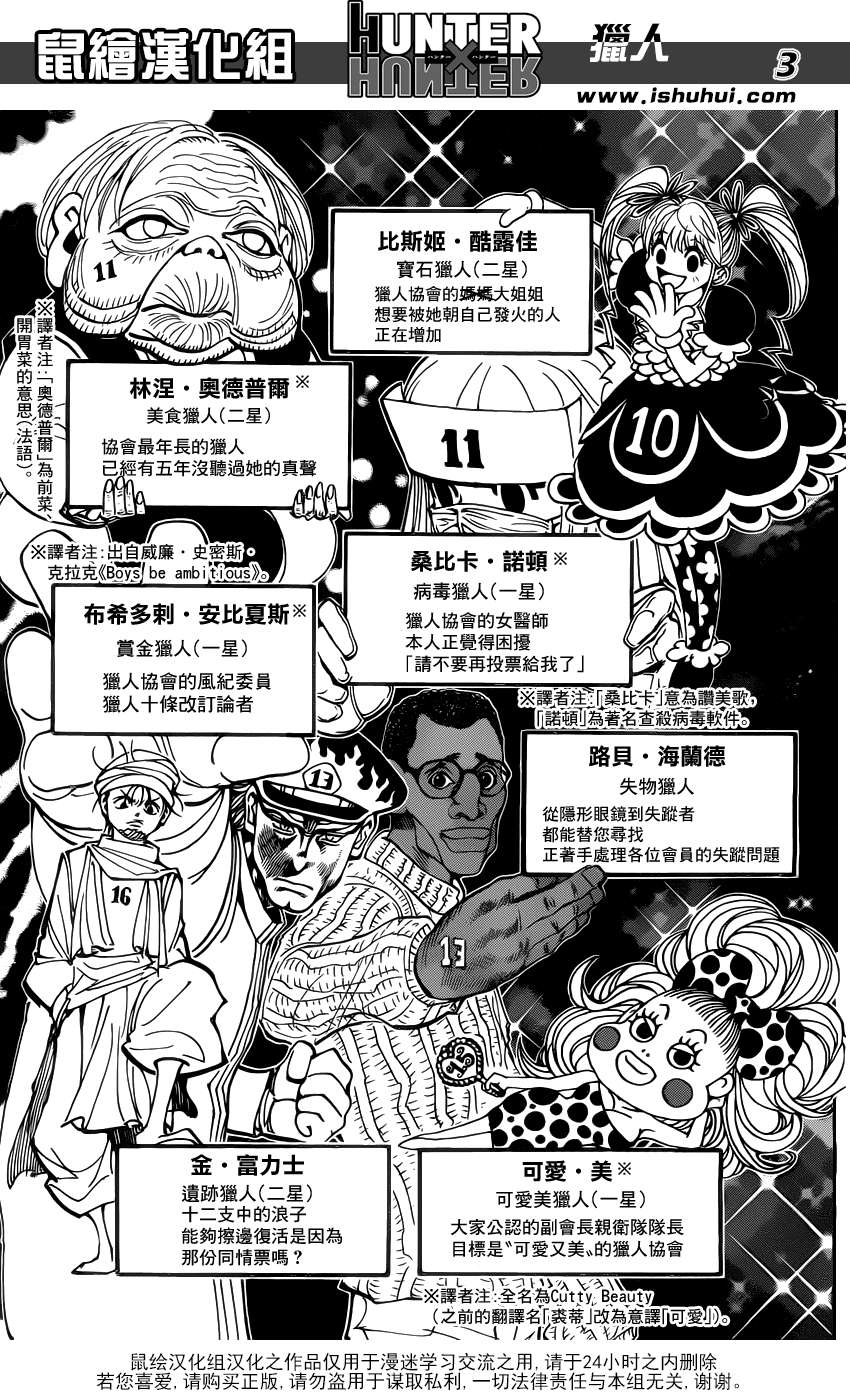 鼠繪漢化組
HUNTER
ハンター×ハンター
HUNTER
獵人
3
www.ishuhui.com
比斯姬·酷露佳
寶石獵人(二星)
獵人協會的媽媽大姐姐
想要被她朝自己發火的人
正在增加
11
10
林涅·奧德普爾※
美食獵人(二星)
協會最年長的獵人
已經有五年沒聽過她的真聲
※譯者注:「奧德普爾」為前菜、
開胃菜的意思(法語)。
11
※譯者注:出自威廉·史密斯·
克拉克《Boys be ambitious》。
桑比卡·諾頓※
病毒獵人(一星)
獵人協會的女醫師
本人正覺得困擾
「請不要再投票給我了」
※譯者注:「桑比卡」意為讚美歌,
「諾頓」為著名查殺病毒軟件。
布希多剌·安比夏斯※
賞金獵人(一星)
獵人協會的風紀委員
獵人十條改訂論者
13
路貝·海蘭德
失物獵人
從隱形眼鏡到失蹤者
都能替您尋找
正著手處理各位會員的失蹤問題
16
13
13
金·富力士
遺跡獵人(二星)
十二支中的浪子
能夠擦邊復活是因為
那份同情票嗎?
可愛·美※
可愛美獵人(一星)
大家公認的副會長親衛隊隊長
目標是〝可愛又美〟的獵人協會
※譯者注:全名為Cutty Beauty
(之前的翻譯名「裘蒂」改為意譯「可愛」)。
鼠绘汉化组汉化之作品仅用于漫迷学习交流之用,请于24小时之内删除
若您喜爱,请购买正版,请勿盗用于谋取私利,一切法律责任与本组无关,谢谢.